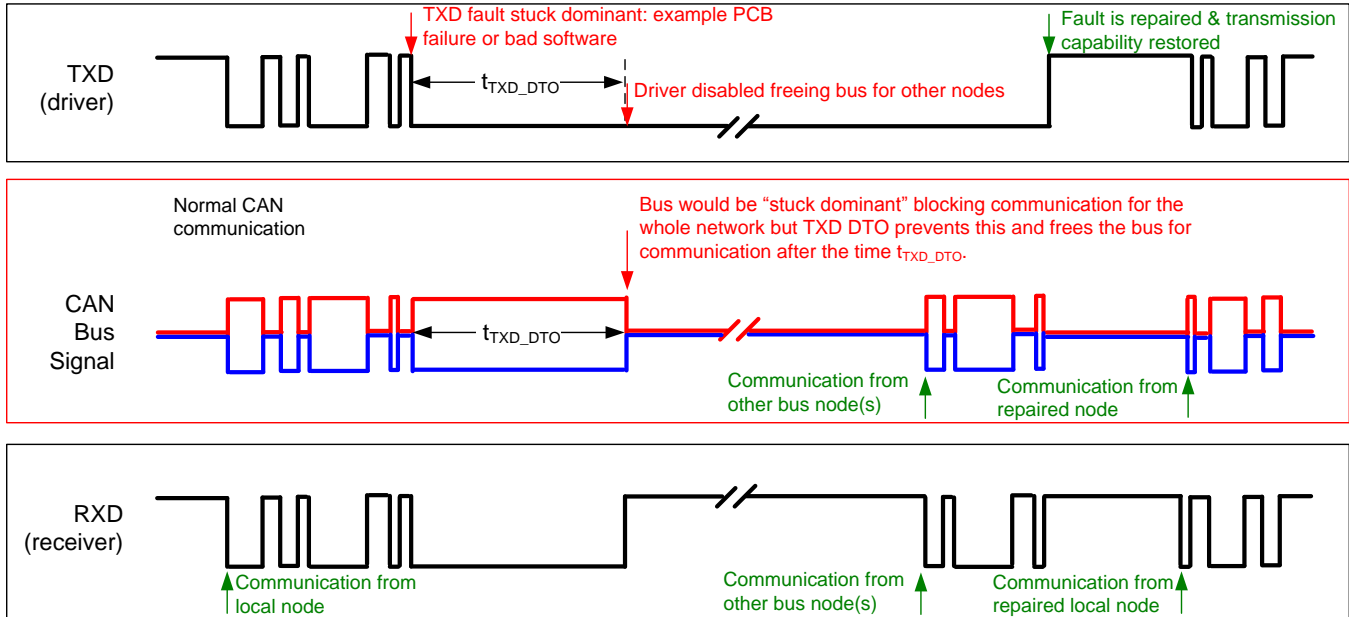 TXD fault stuck dominant: example PCB
failure or bad software
Fault is repaired & transmission
capability restored
TXD
(driver)
tTXD_DTO
Driver disabled freeing bus for other nodes
Normal CAN
communication
Bus would be “stuck dominant” blocking communication for the
whole network but TXD DTO prevents this and frees the bus for
communication after the time tTXD_DTO.
CAN
Bus
Signal
tTXD_DTO
Communication from
other bus node(s)
Communication from
repaired node
RXD
(receiver)
Communication from
local node
Communication from
other bus node(s)
Communication from
repaired local node